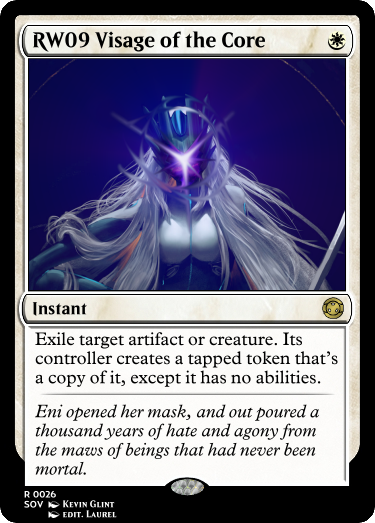 RW09 Visage of the Core
Instant
Exile target artifact or creature. Its
controller creates a tapped token that's
a copy of it, except it has no abilities.
Eni opened her mask, and out poured a
thousand years of hate and agony from
the maws of beings that had never been
mortal.
R 0026
SOV Kevin Glint
edit. Laurel